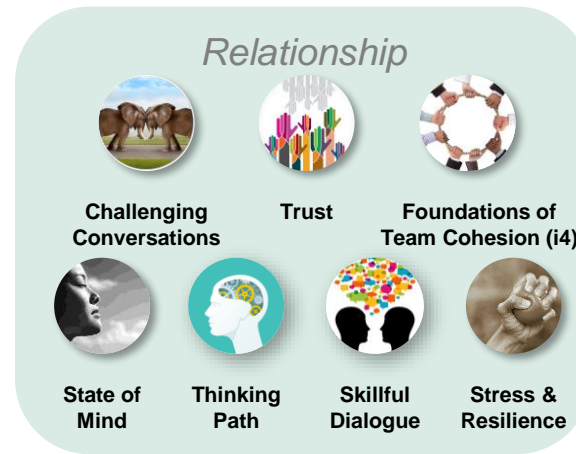 Relationship
Challenging
Conversations
Trust
Foundations of
Team Cohesion (i4)
State of
Mind
Thinking
Path
Skillful
Dialogue
Stress &
Resilience